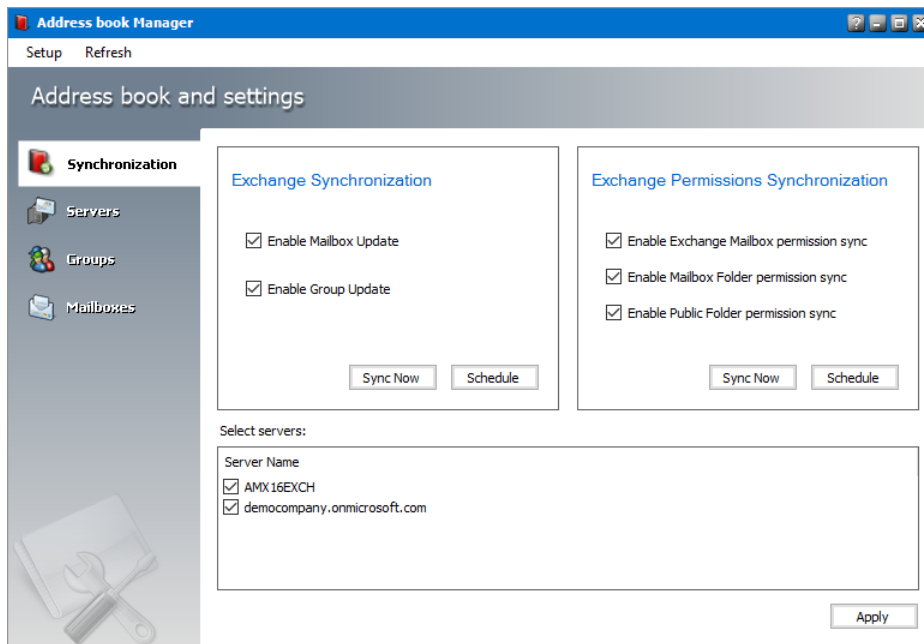 Address book Manager
Setup Refresh
Address book and settings
Synchronization
Servers
Groups
Mailboxes
Exchange Synchronization
Enable Mailbox Update
Enable Group Update
Sync Now Schedule
Exchange Permissions Synchronization
Enable Exchange Mailbox permission sync
Enable Mailbox Folder permission sync
Enable Public Folder permission sync
Sync Now Schedule
Select servers:
Server Name
AMX16EXCH
democompany.onmicrosoft.com
Apply